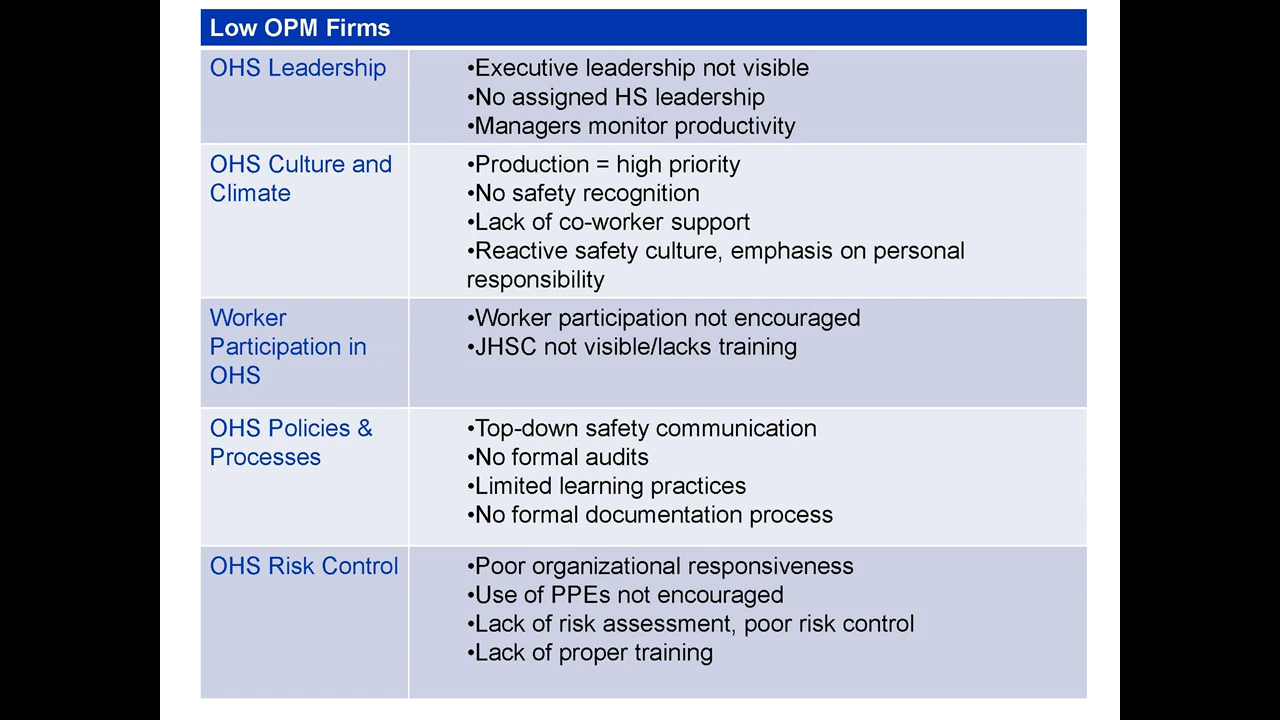 Low OPM Firms
OHS Leadership
•Executive leadership not visible
•No assigned HS leadership
•Managers monitor productivity
OHS Culture and
Climate
•Production = high priority
•No safety recognition
•Lack of co-worker support
•Reactive safety culture, emphasis on personal
responsibility
Worker
Participation in
OHS
•Worker participation not encouraged
•JHSC not visible/lacks training
OHS Policies &
Processes
•Top-down safety communication
•No formal audits
•Limited learning practices
•No formal documentation process
OHS Risk Control
•Poor organizational responsiveness
•Use of PPEs not encouraged
•Lack of risk assessment, poor risk control
•Lack of proper training